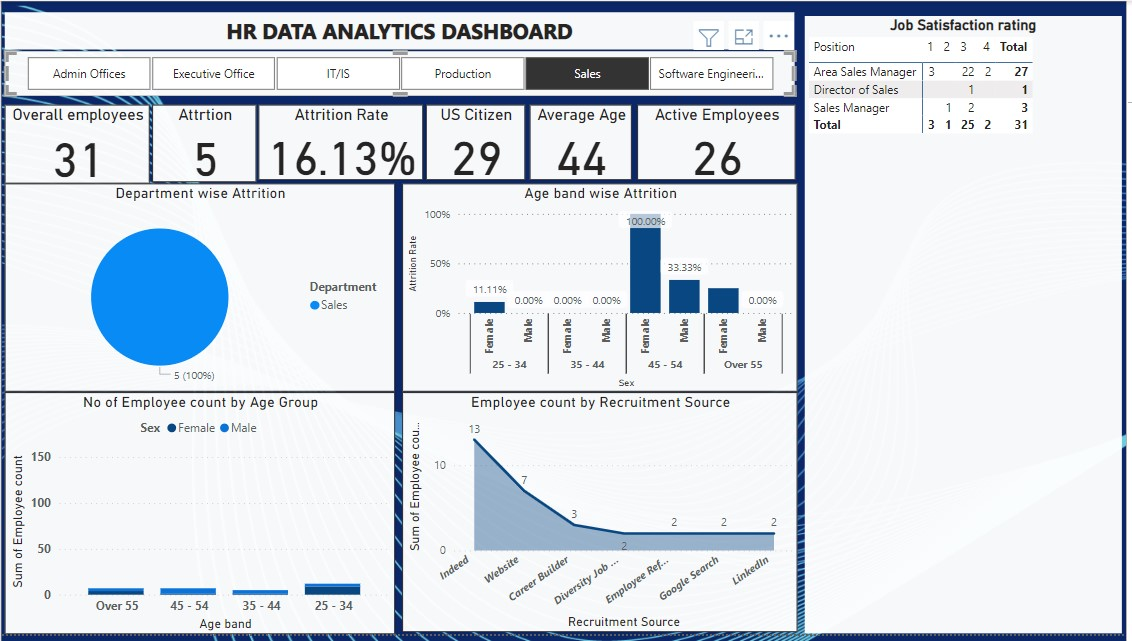 HR DATA ANALYTICS DASHBOARD
Admin Offices
Executive Office
IT/IS
Production
Sales
Software Engineeri...
Overall employees
31
Attrtion
5
Attrition Rate
16.13%
US Citizen
29
Average Age
44
Active Employees
26
Department wise Attrition
Department
Sales
5 (100%)
Age band wise Attrition
Attrition Rate
100%
50%
0%
11.11%
0.00%
0.00%
0.00%
100.00%
33.33%
0.00%
Female
Male
Female
Male
Female
Male
Female
Male
25 - 34
35 - 44
45 - 54
Over 55
Sex
No of Employee count by Age Group
Sex Female Male
Sum of Employee count
150
100
50
0
Over 55
45 - 54
35 - 44
25 - 34
Age band
Employee count by Recruitment Source
Sum of Employee cou...
10
0
13
7
3
2
2
2
2
Indeed
Website
Career Builder
Diversity Job ...
Employee Ref...
Google Search
LinkedIn
Recruitment Source
Job Satisfaction rating
Position 1 2 3 4 Total
Area Sales Manager 3 22 2 27
Director of Sales 1 1
Sales Manager 1 2 3
Total 3 1 25 2 31